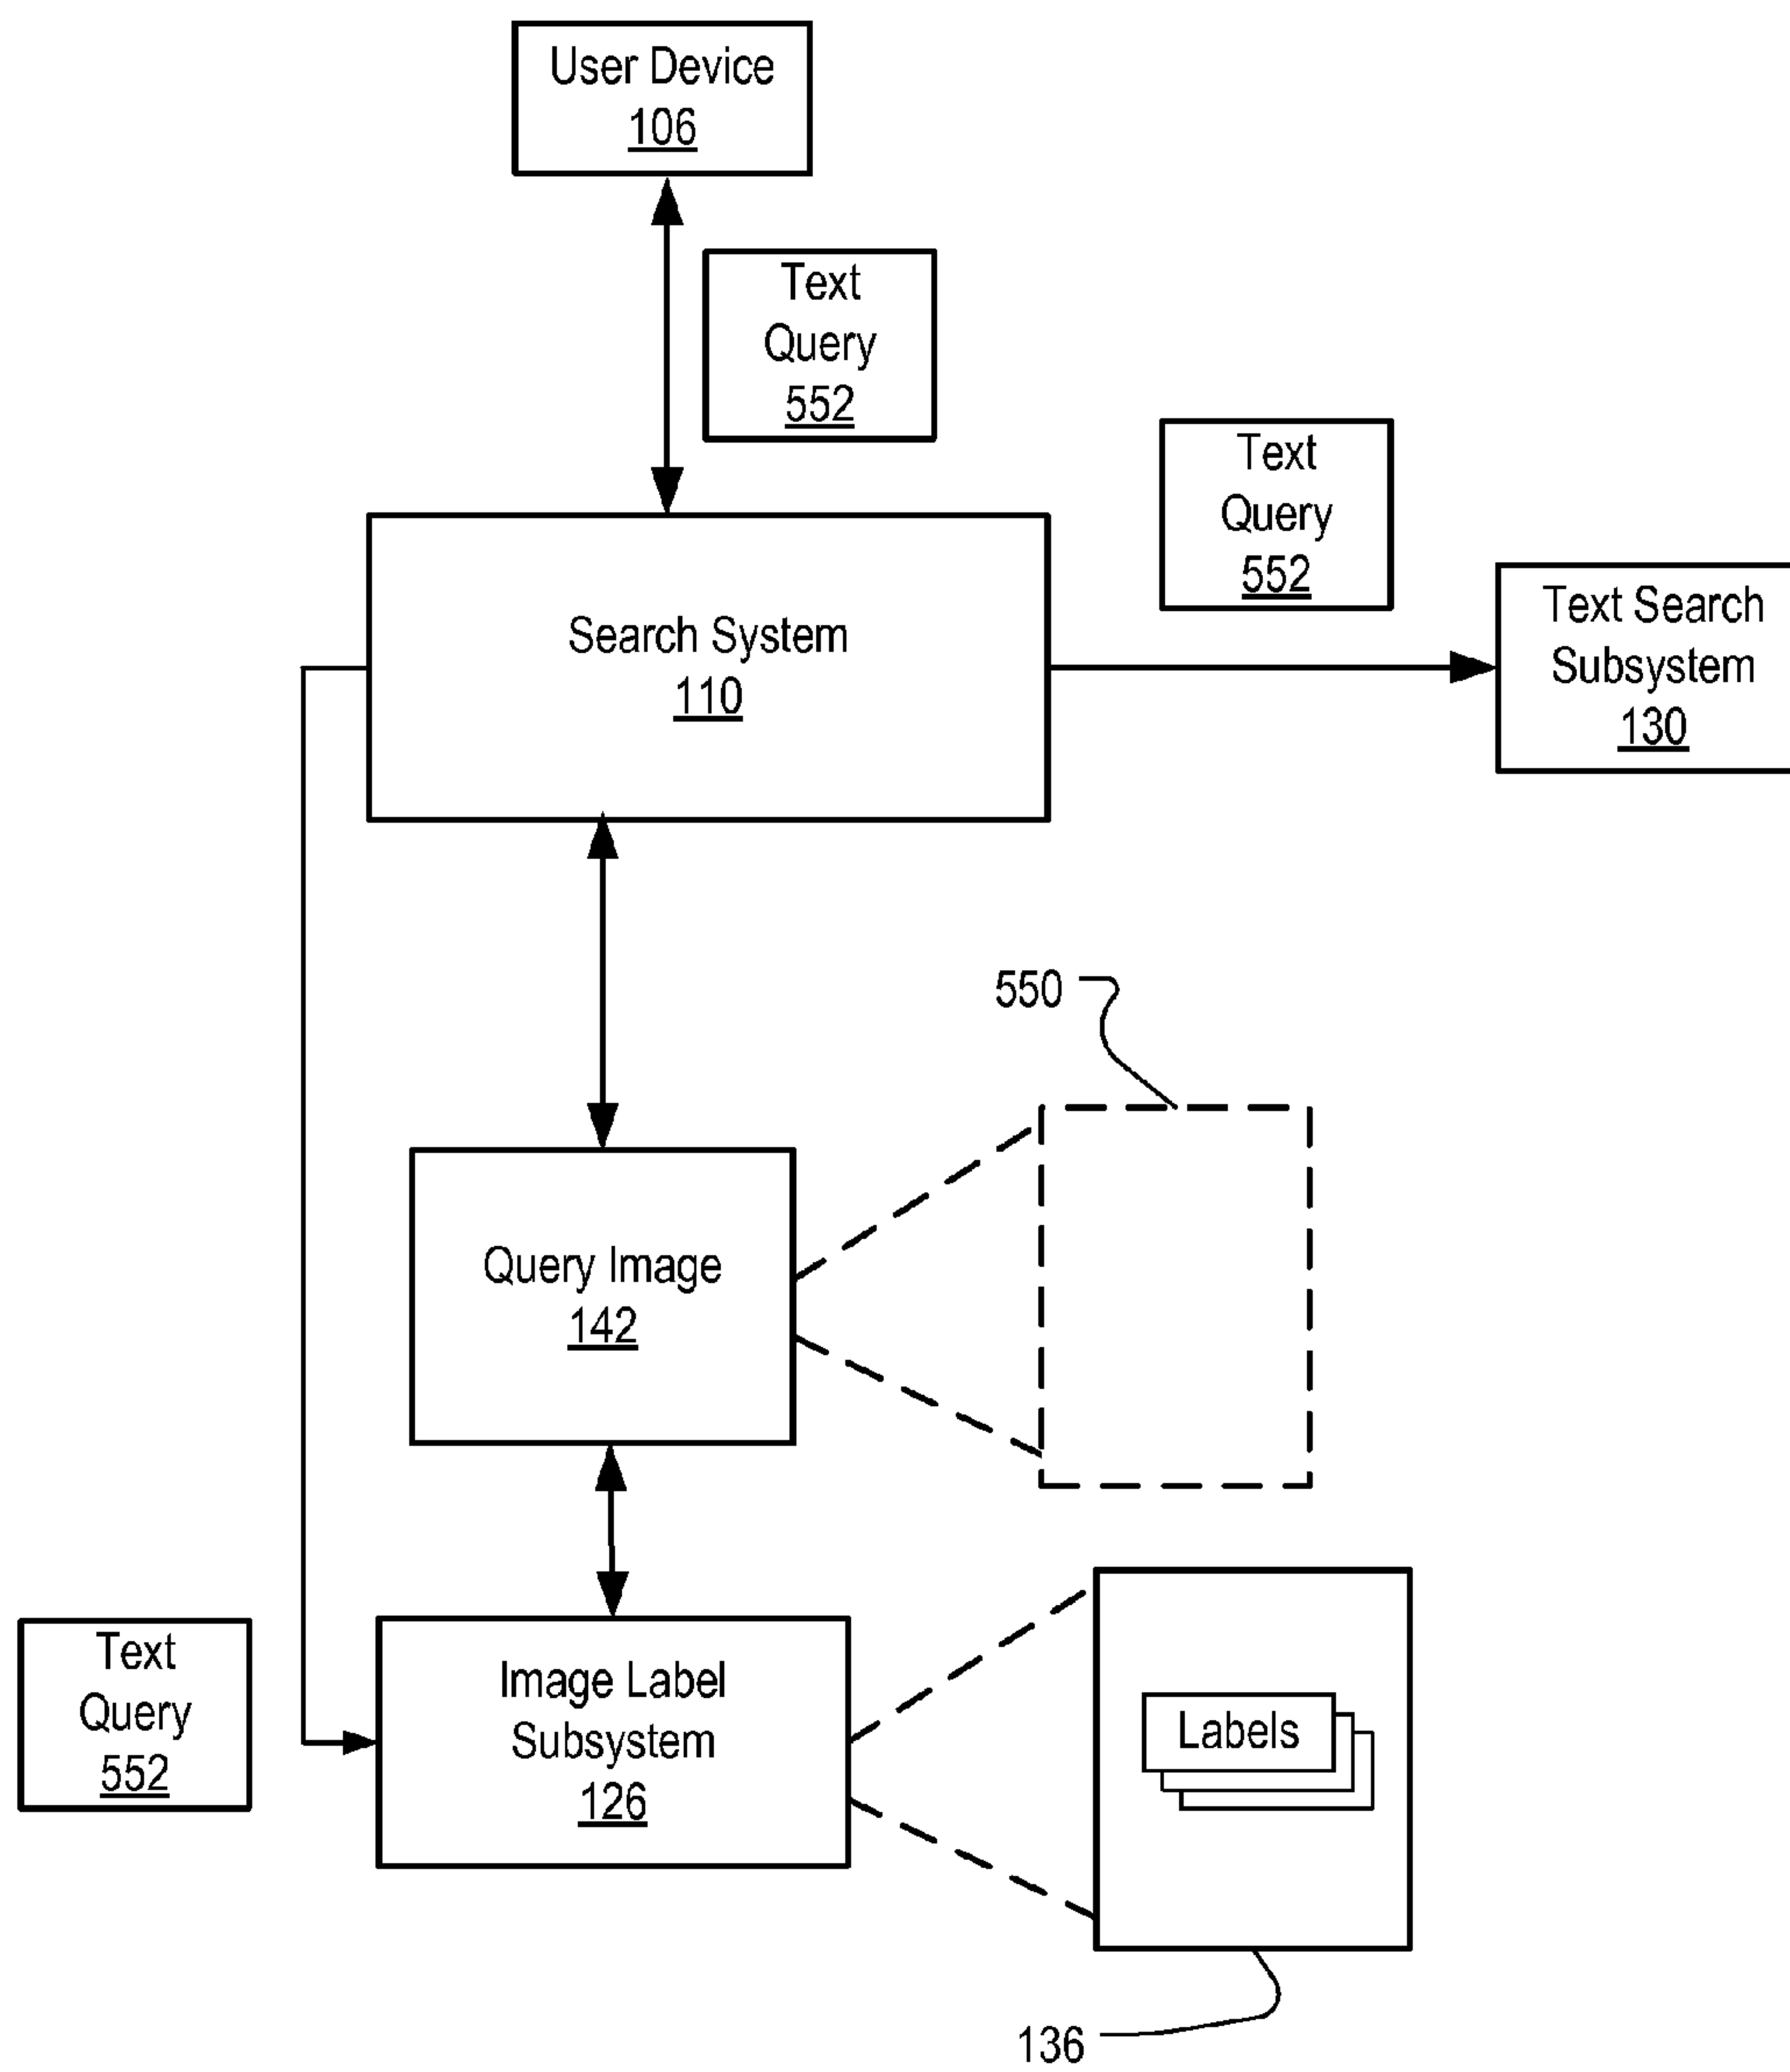 User Device
106
Text
Query
552
Text
Query
552
Search System
110
Text Search
Subsystem
130
550
Query Image
142
Text
Query
552
Image Label
Subsystem
126
Labels
136